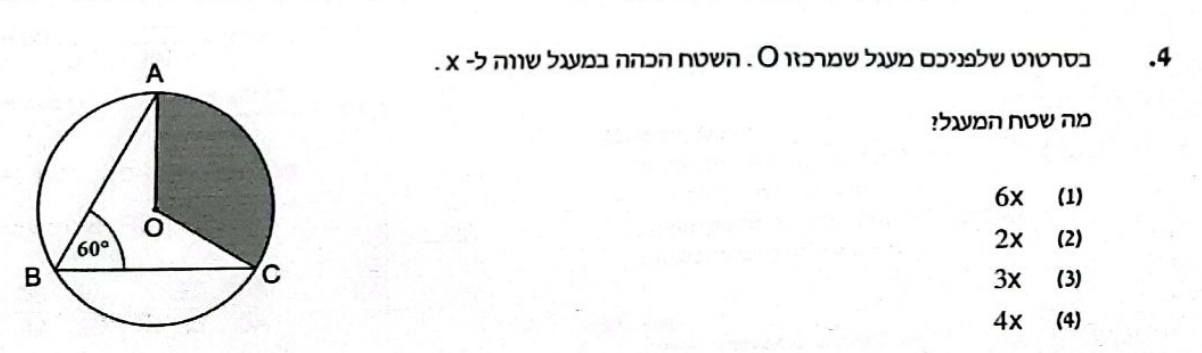 4. בסרטוט שלפניכם מעגל שמרכזו O. השטח הכהה במעגל שווה ל- x.
מה שטח המעגל?
(1) 6x
(2) 2x
(3) 3x
(4) 4x
A
O
60°
B
C